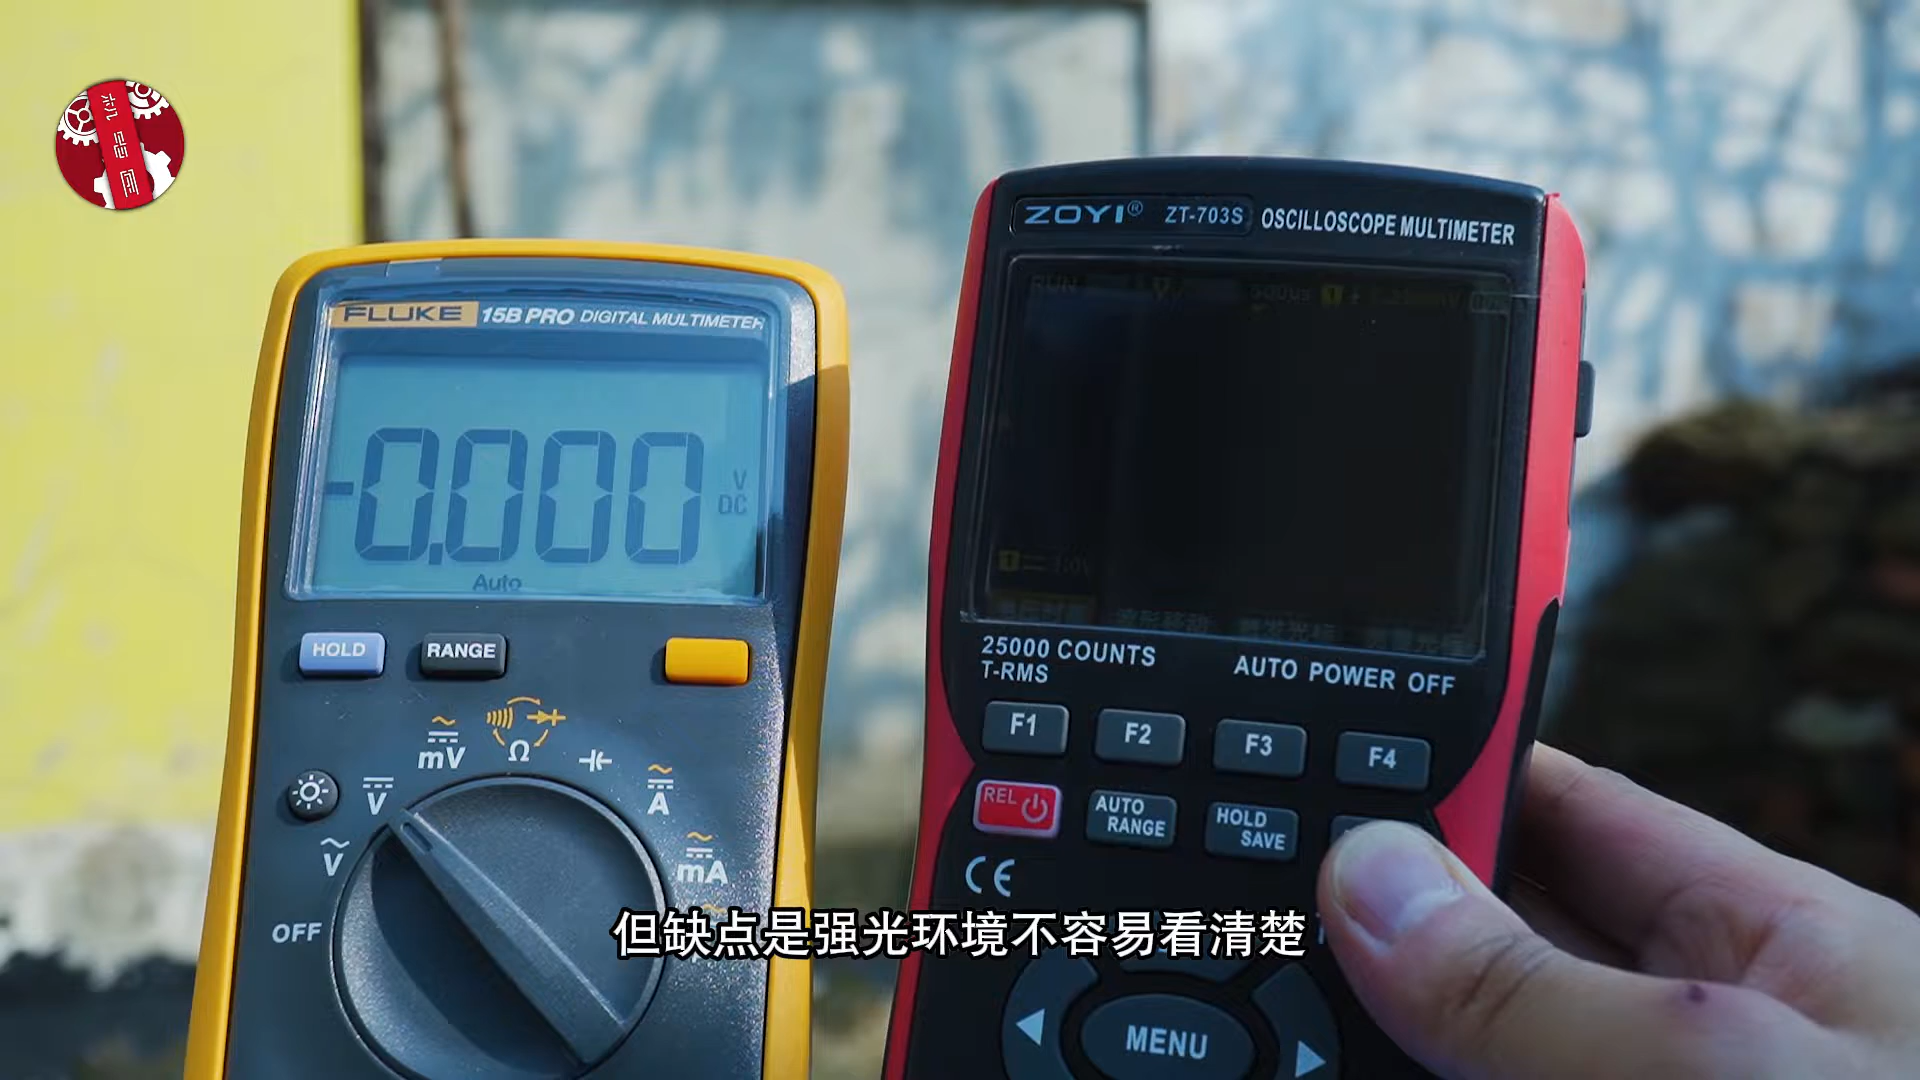 ZOYI® ZT-703S OSCILLOSCOPE MULTIMETER
RUN
FLUKE 15B PRO DIGITAL MULTIMETER
-0.000 V DC
Auto
25000 COUNTS
T-RMS
AUTO POWER OFF
HOLD RANGE
F1 F2 F3 F4
mV Ω
V
A
REL AUTO RANGE HOLD SAVE
V
mA
CE
OFF
但缺点是强光环境不容易看清楚
MENU